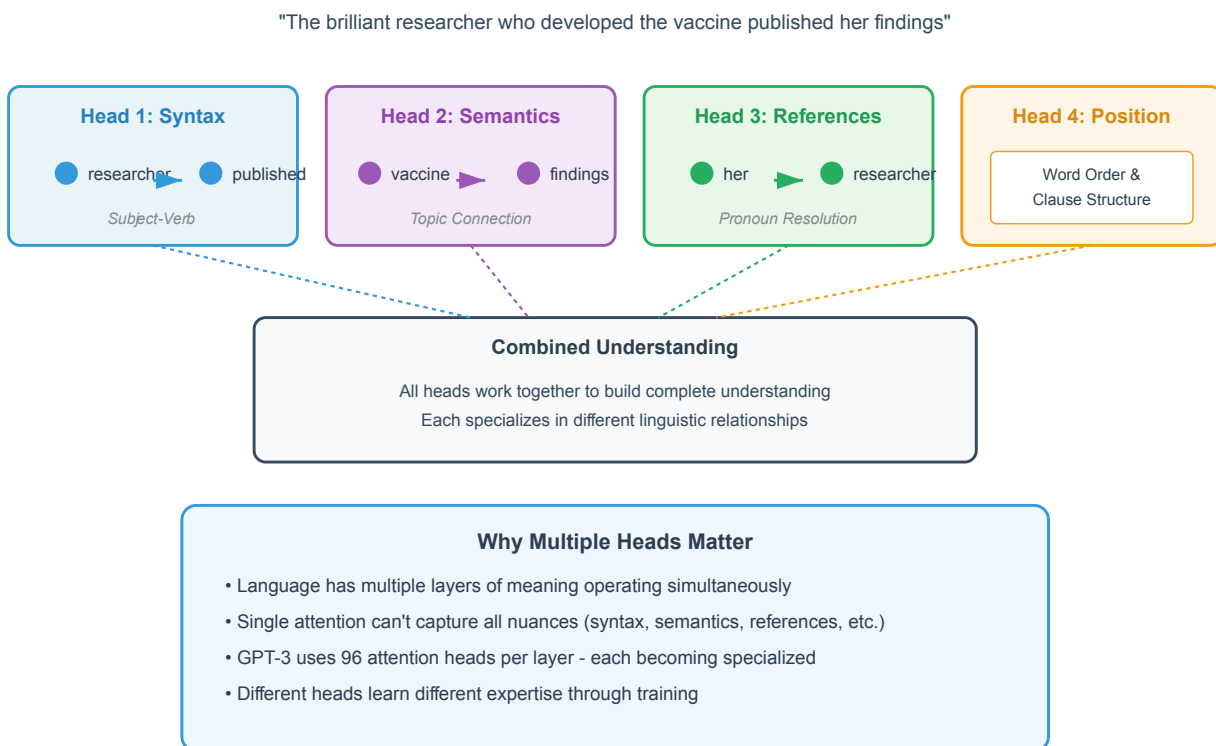 "The brilliant researcher who developed the vaccine published her findings"
Head 1: Syntax
researcher published
Subject-Verb
Head 2: Semantics
vaccine findings
Topic Connection
Head 3: References
her researcher
Pronoun Resolution
Head 4: Position
Word Order &
Clause Structure
Combined Understanding
All heads work together to build complete understanding
Each specializes in different linguistic relationships
Why Multiple Heads Matter
• Language has multiple layers of meaning operating simultaneously
• Single attention can't capture all nuances (syntax, semantics, references, etc.)
• GPT-3 uses 96 attention heads per layer - each becoming specialized
• Different heads learn different expertise through training